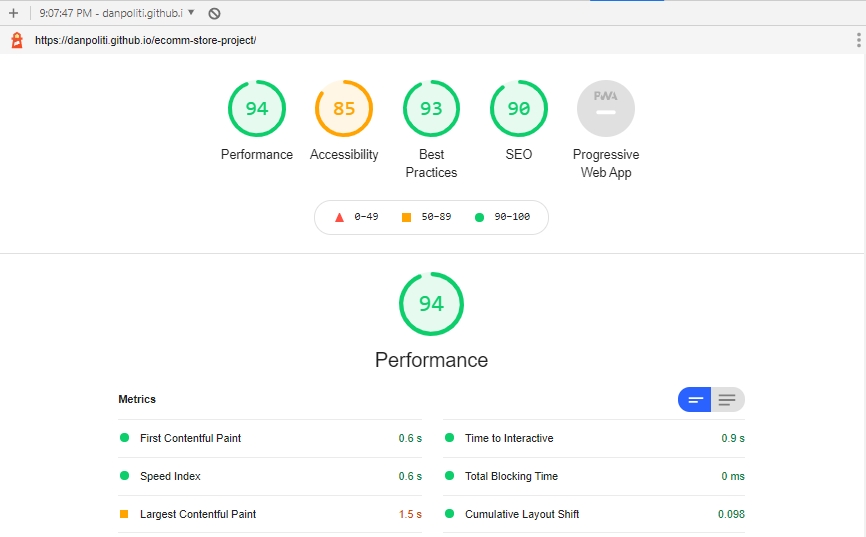 + 9:07:47 PM - danpoliti.github.i ▼
https://danpoliti.github.io/ecomm-store-project/
94 85 93 90 PWA
Performance Accessibility Best Practices SEO Progressive Web App
0–49 50–89 90–100
94
Performance
Metrics
First Contentful Paint 0.6 s Time to Interactive 0.9 s
Speed Index 0.6 s Total Blocking Time 0 ms
Largest Contentful Paint 1.5 s Cumulative Layout Shift 0.098